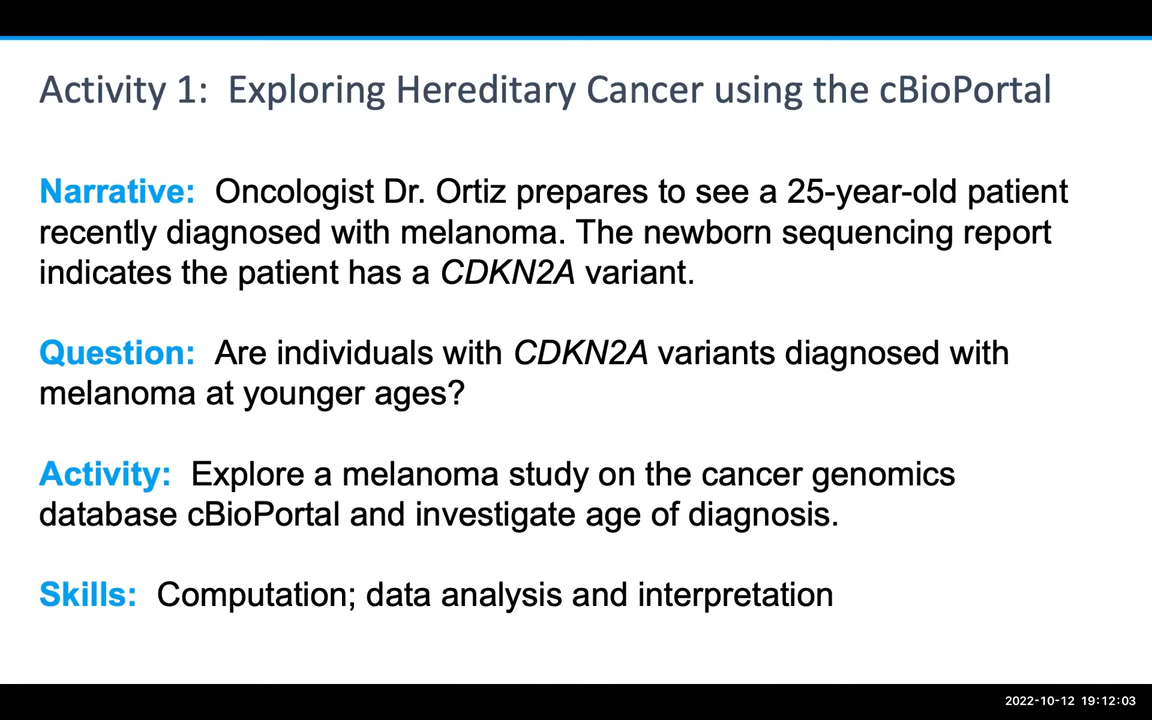 Activity 1:  Exploring Hereditary Cancer using the cBioPortal
Narrative:  Oncologist Dr. Ortiz prepares to see a 25-year-old patient
recently diagnosed with melanoma. The newborn sequencing report
indicates the patient has a CDKN2A variant.
Question:  Are individuals with CDKN2A variants diagnosed with
melanoma at younger ages?
Activity:  Explore a melanoma study on the cancer genomics
database cBioPortal and investigate age of diagnosis.
Skills:  Computation; data analysis and interpretation
2022-10-12 19:12:03